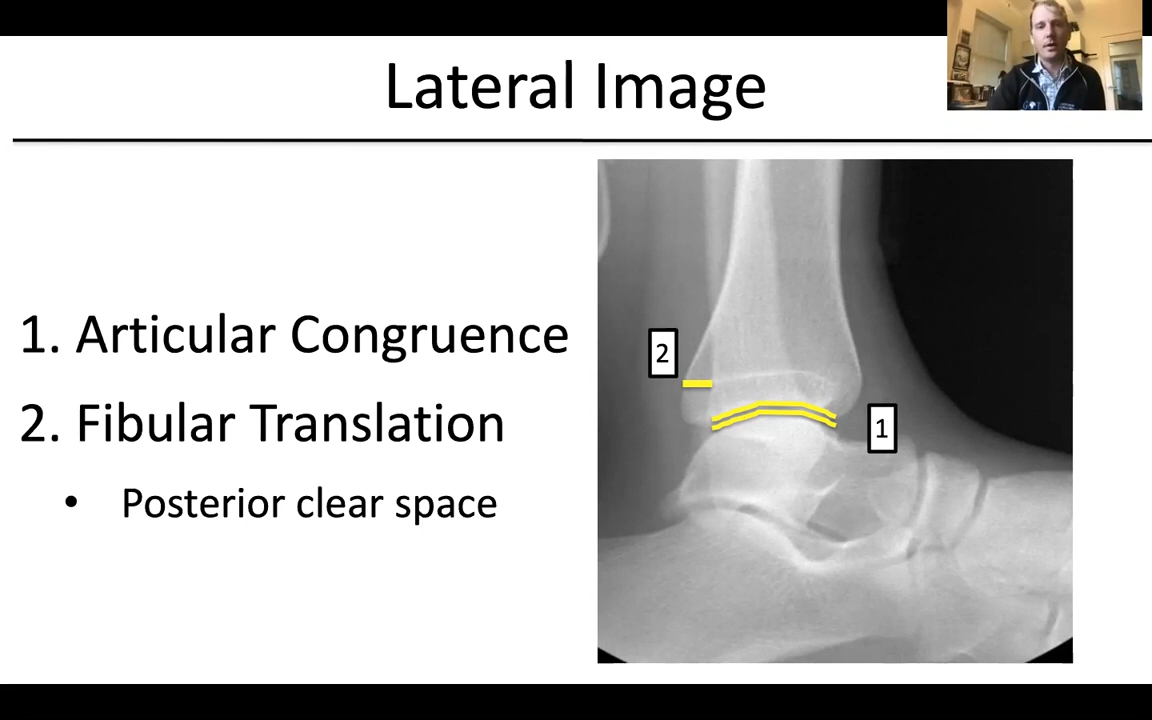 Lateral Image
1. Articular Congruence
2. Fibular Translation
• Posterior clear space
2
1